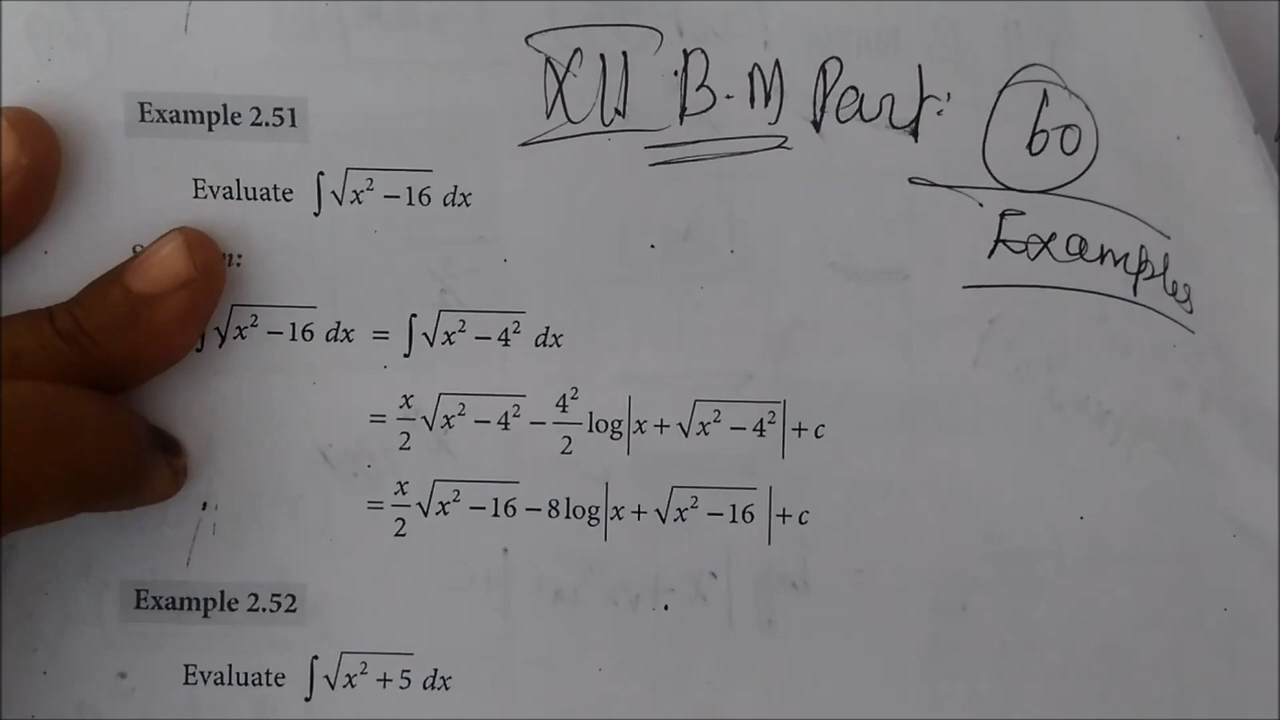 XII B.M Part: 60
Examples
Example 2.51
Evaluate ∫√(x² − 16) dx
n:
∫√(x² − 16) dx = ∫√(x² − 4²) dx
= x/2 √(x² − 4²) − 4²/2 log|x + √(x² − 4²)| + c
= x/2 √(x² − 16) − 8 log|x + √(x² − 16)| + c
Example 2.52
Evaluate ∫√(x² + 5) dx